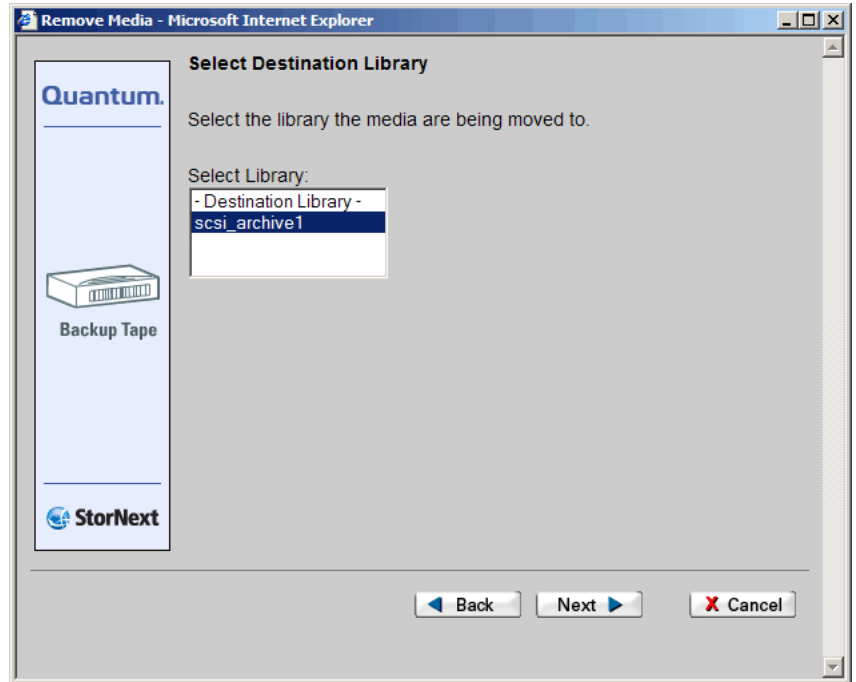 Remove Media - Microsoft Internet Explorer
Select Destination Library
Quantum.
Select the library the media are being moved to.
Select Library:
- Destination Library -
scsi_archive1
Backup Tape
StorNext
Back
Next
X Cancel